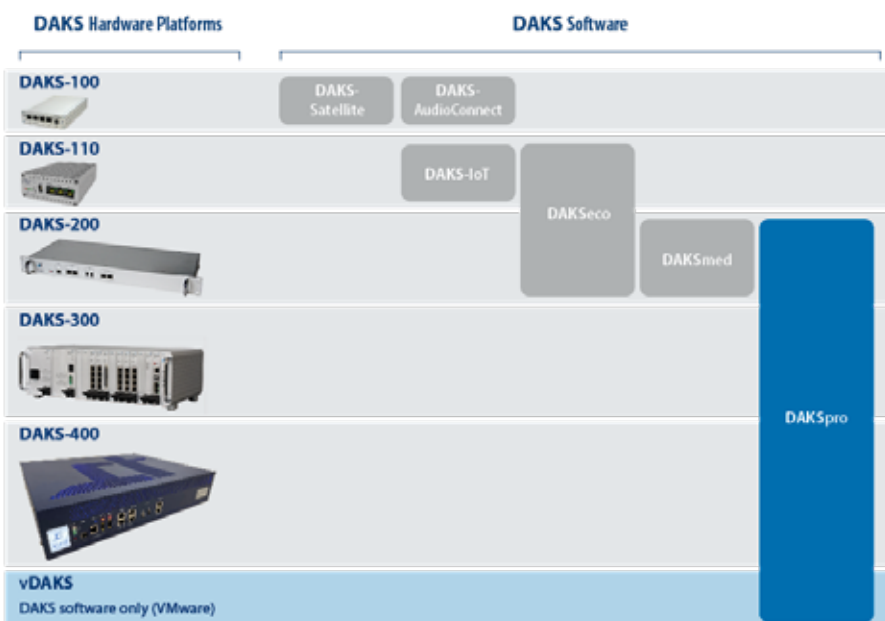 DAKS Hardware Platforms
DAKS Software
DAKS-100
DAKS-
Satellite
DAKS-
AudioConnect
DAKS-110
DAKS-IoT
DAKSeco
DAKS-200
DAKSmed
DAKS-300
DAKSpro
DAKS-400
vDAKS
DAKS software only (VMware)